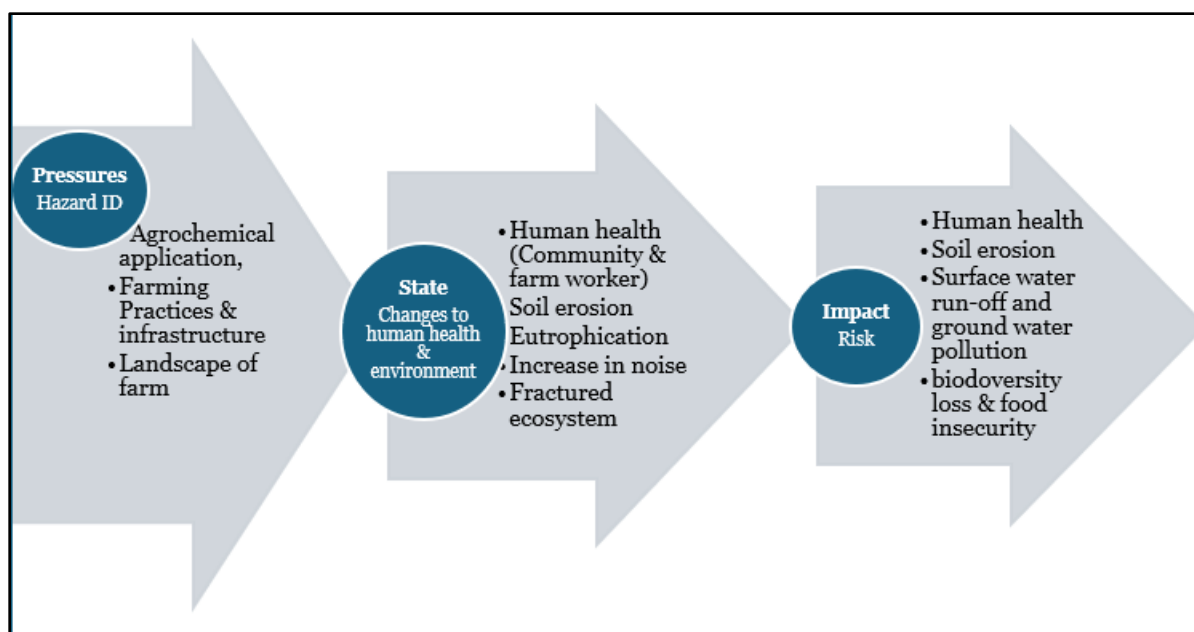 Pressures
Hazard ID
Agrochemical
application,
•Farming
Practices &
infrastructure
•Landscape of
farm
State
Changes to
human health
&
environment
•Human health
(Community &
farm worker)
Soil erosion
Eutrophication
•Increase in noise
•Fractured
ecosystem
Impact
Risk
•Human health
•Soil erosion
•Surface water
run-off and
ground water
pollution
•biodoversity
loss & food
insecurity